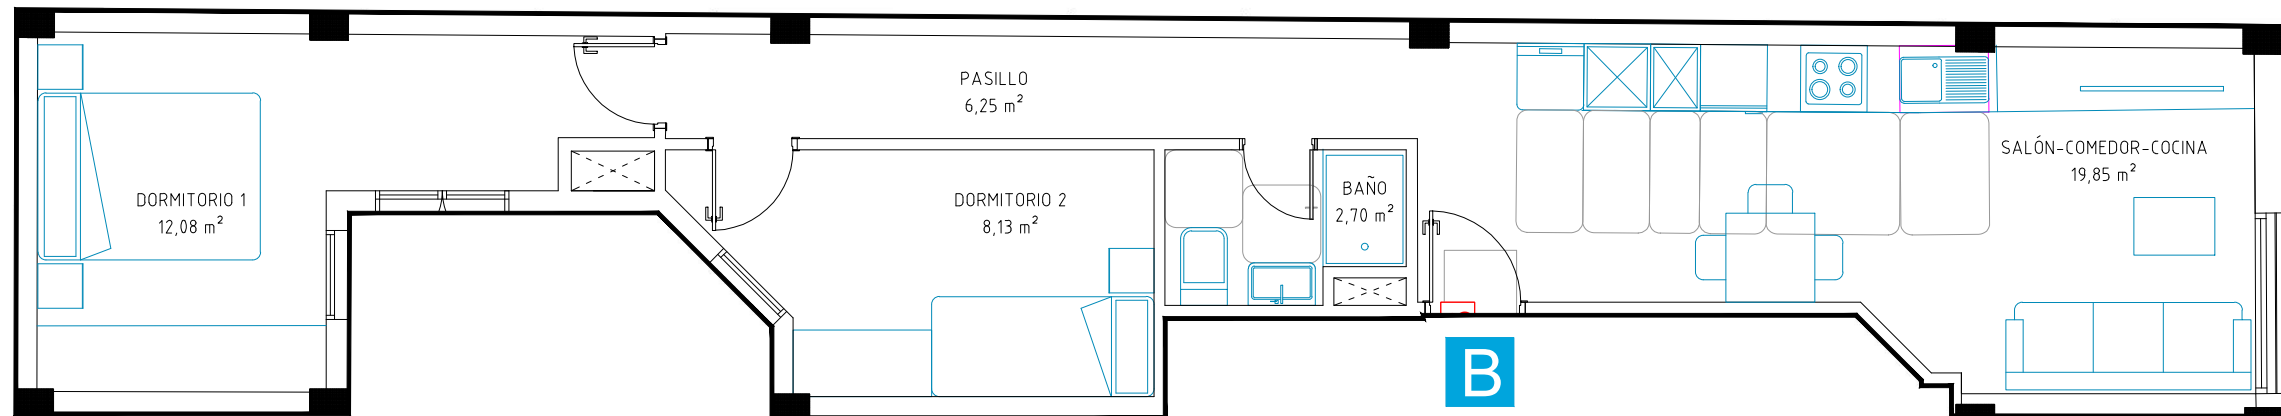 PASILLO
6,25 m²
DORMITORIO 1
12,08 m²
DORMITORIO 2
8,13 m²
BAÑO
2,70 m²
SALÓN-COMEDOR-COCINA
19,85 m²
B